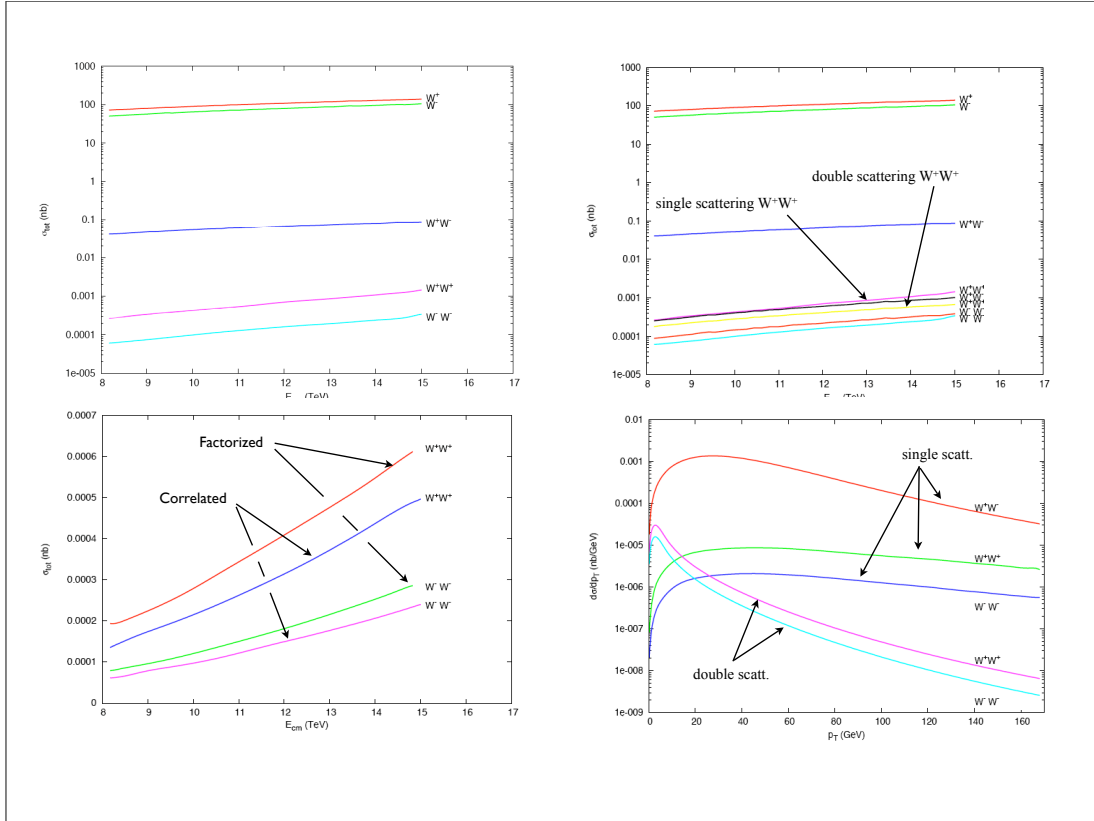 1000
100
10
1
0.1
0.01
0.001
0.0001
1e-005
σtot (nb)
W⁺
W⁻
W⁺W⁻
W⁺W⁺
W⁻W⁻
8 9 10 11 12 13 14 15 16 17
(TeV)
1000
100
10
1
0.1
0.01
0.001
0.0001
1e-005
σtot (nb)
double scattering W⁺W⁺
single scattering W⁺W⁺
W⁺
W⁻
W⁺W⁻
W⁺W⁺
W⁺W⁻
W⁺W⁺
W⁻W⁻
W⁻W⁻
8 9 10 11 12 13 14 15 16 17
(TeV)
0.0007
0.0006
0.0005
0.0004
0.0003
0.0002
0.0001
0
σtot (nb)
Factorized
Correlated
W⁺W⁺
W⁺W⁺
W⁻W⁻
W⁻W⁻
8 9 10 11 12 13 14 15 16 17
Ecm (TeV)
0.01
0.001
0.0001
1e-005
1e-006
1e-007
1e-008
1e-009
dσ/dpT (nb/GeV)
single scatt.
W⁺W⁻
W⁺W⁺
W⁻W⁻
double scatt.
W⁺W⁺
W⁻W⁻
0 20 40 60 80 100 120 140 160
pT (GeV)